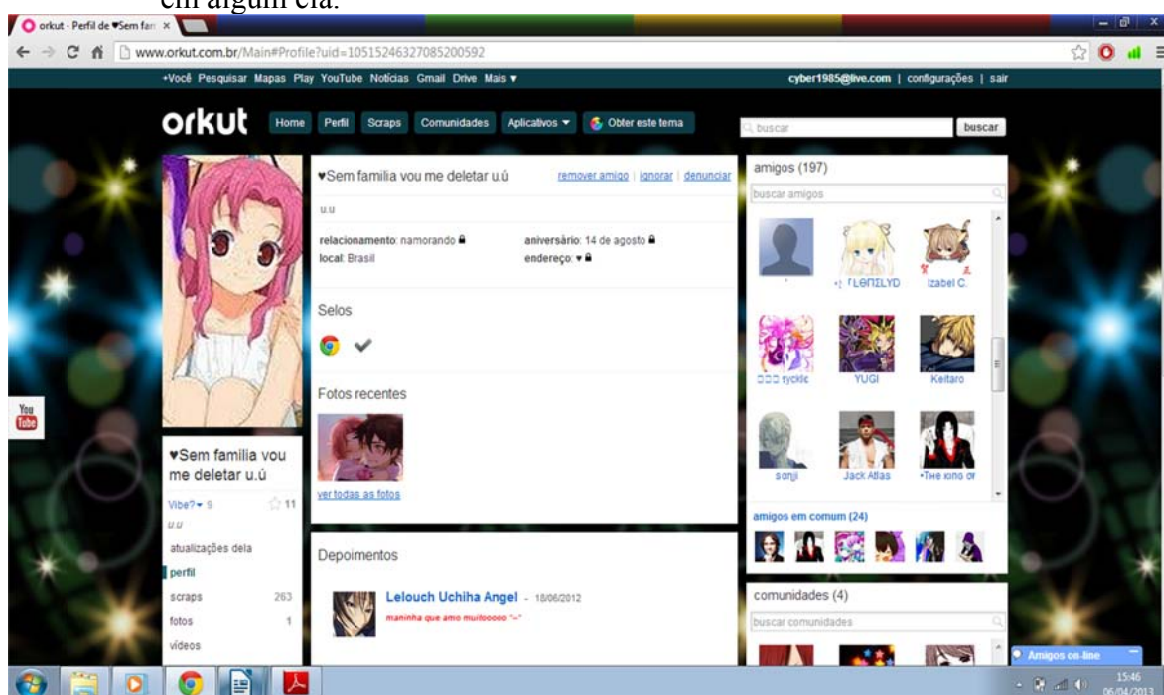 em algum clã.
orkut - Perfil de ♥Sem fam
www.orkut.com.br/Main#Profile?uid=10515246327085200592
+Você Pesquisar Mapas Play YouTube Notícias Gmail Drive Mais ▼
cyber1985@live.com | configurações | sair
orkut Home Perfil Scraps Comunidades Aplicativos ▼ Obter este tema
buscar buscar
♥Sem familia vou me deletar u.ú
remover amigo | ignorar | denunciar
u.u
relacionamento: namorando
aniversário: 14 de agosto
local: Brasil
endereço: ♥
Selos
Fotos recentes
ver todas as fotos
Depoimentos
Lelouch Uchiha Angel - 18/06/2012
maninha que amo muitooooo "~"
You
Tube
♥Sem familia vou
me deletar u.ú
Vibe? ▾
11
u.u
atualizações dela
perfil
scraps 263
fotos 1
vídeos
amigos (197)
buscar amigos
Izabel C.
YUGI
Keitaro
sonji
Jack Atlas
•The king of
amigos em comum (24)
comunidades (4)
buscar comunidades
Amigos on-line
15:46
06/04/2013